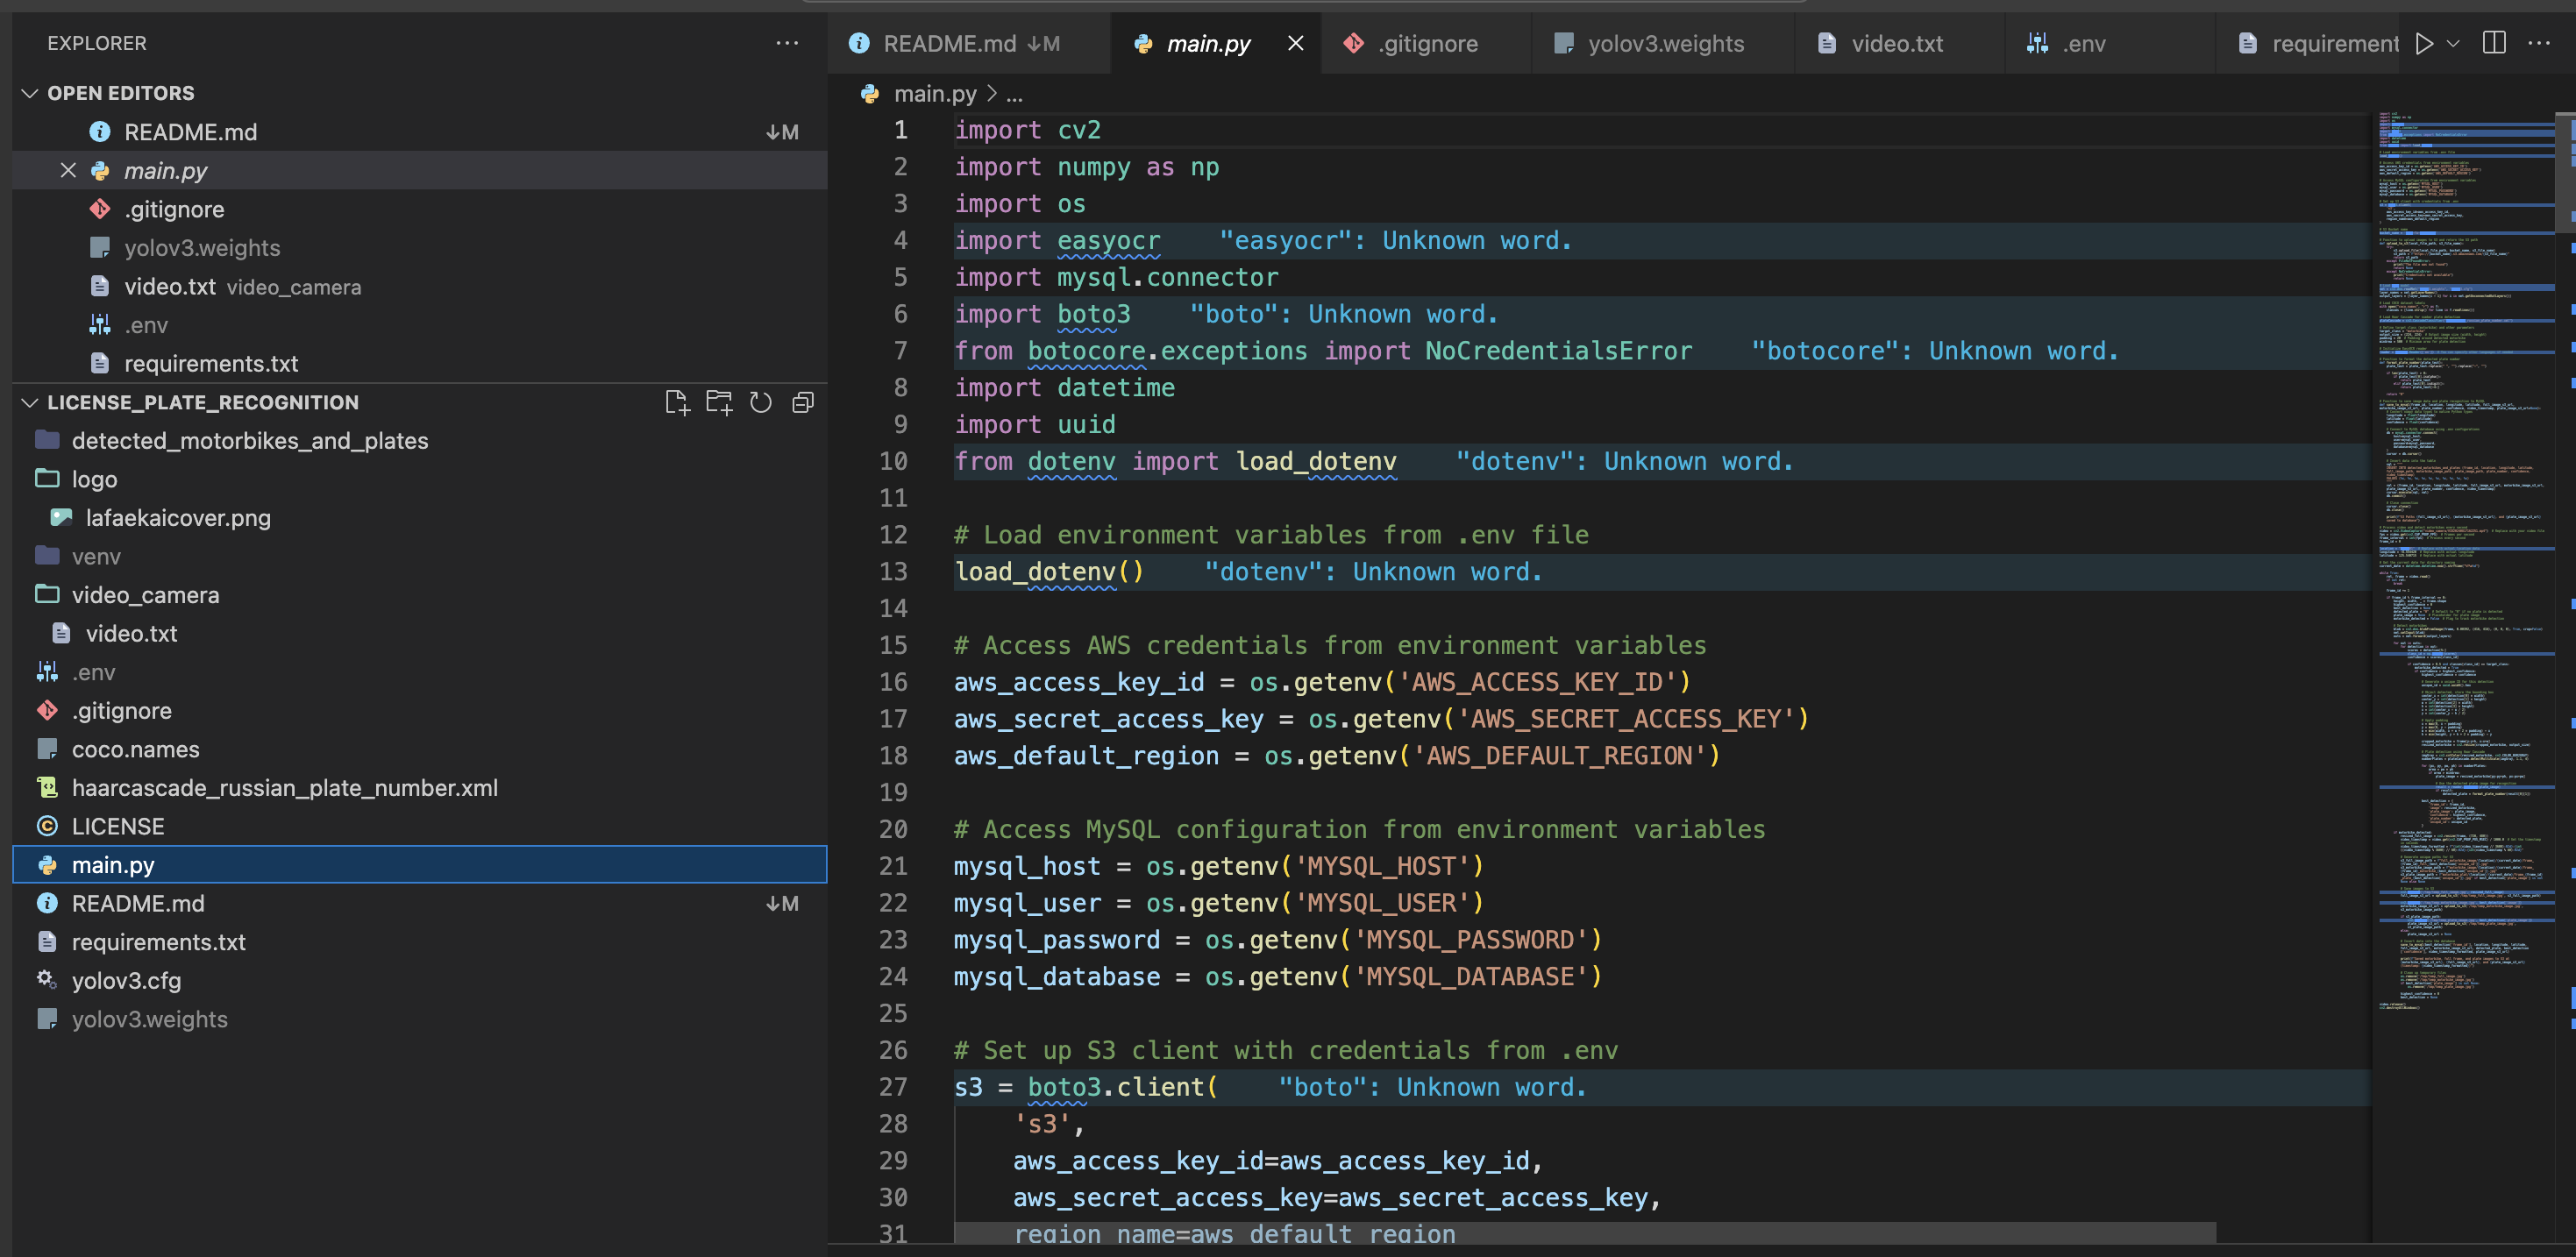 EXPLORER
OPEN EDITORS
README.md ↓M
main.py
.gitignore
yolov3.weights
video.txt video_camera
.env
requirements.txt
LICENSE_PLATE_RECOGNITION
detected_motorbikes_and_plates
logo
lafaekaicover.png
venv
video_camera
video.txt
.env
.gitignore
coco.names
haarcascade_russian_plate_number.xml
LICENSE
main.py
README.md ↓M
requirements.txt
yolov3.cfg
yolov3.weights
README.md ↓M main.py .gitignore yolov3.weights video.txt .env requirement
main.py > ...
1 import cv2
2 import numpy as np
3 import os
4 import easyocr "easyocr": Unknown word.
5 import mysql.connector
6 import boto3 "boto": Unknown word.
7 from botocore.exceptions import NoCredentialsError "botocore": Unknown word.
8 import datetime
9 import uuid
10 from dotenv import load_dotenv "dotenv": Unknown word.
11
12 # Load environment variables from .env file
13 load_dotenv() "dotenv": Unknown word.
14
15 # Access AWS credentials from environment variables
16 aws_access_key_id = os.getenv('AWS_ACCESS_KEY_ID')
17 aws_secret_access_key = os.getenv('AWS_SECRET_ACCESS_KEY')
18 aws_default_region = os.getenv('AWS_DEFAULT_REGION')
19
20 # Access MySQL configuration from environment variables
21 mysql_host = os.getenv('MYSQL_HOST')
22 mysql_user = os.getenv('MYSQL_USER')
23 mysql_password = os.getenv('MYSQL_PASSWORD')
24 mysql_database = os.getenv('MYSQL_DATABASE')
25
26 # Set up S3 client with credentials from .env
27 s3 = boto3.client( "boto": Unknown word.
28 's3',
29 aws_access_key_id=aws_access_key_id,
30 aws_secret_access_key=aws_secret_access_key,
31 region_name=aws_default_region